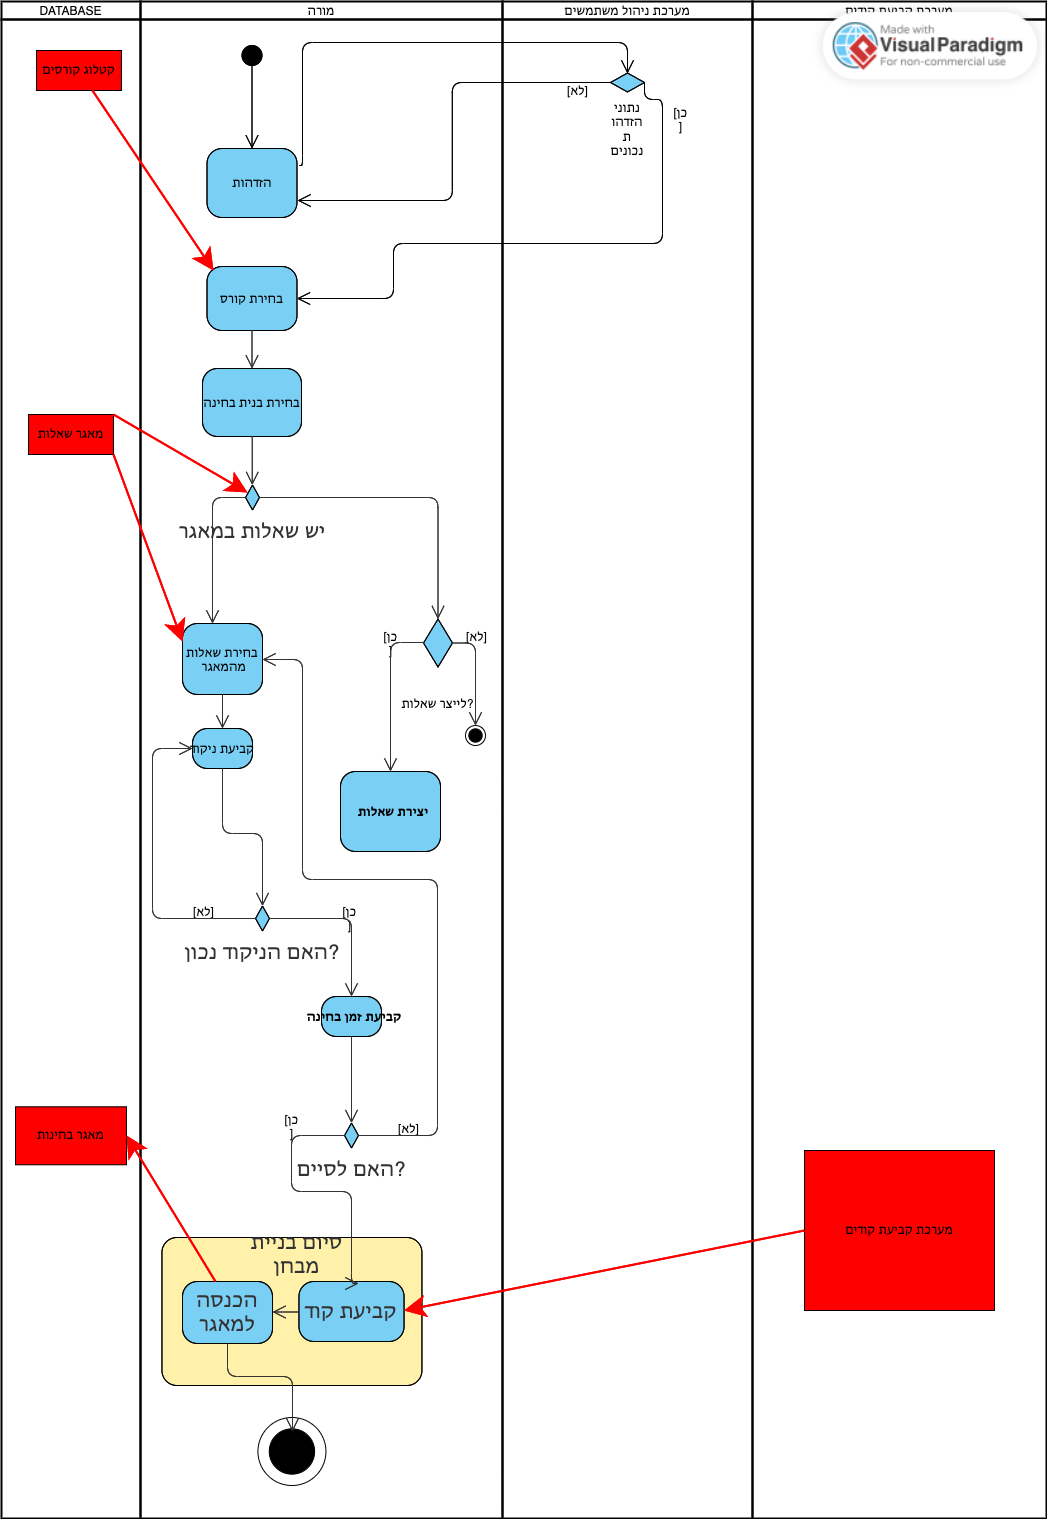 DATABASE
מורה
מערכת ניהול משתמשים
מערכת קביעת קודים
Made with
Visual Paradigm
For non-commercial use
קטלוג קורסים
[לא]
נתוני
הזדהו
ת
נכונים
[כן
]
הזדהות
בחירת קורס
בחירת בנית בחינה
מאגר שאלות
יש שאלות במאגר
[כן
]
[לא]
בחירת שאלות
מהמאגר
לייצר שאלות?
קביעת ניקוד
יצירת שאלות
[לא]
[כן
]
האם הניקוד נכון?
קביעת זמן בחינה
[כן
]
[לא]
מאגר בחינות
האם לסיים?
מערכת קביעת קודים
סיום בניית
מבחן
הכנסה
למאגר
קביעת קוד